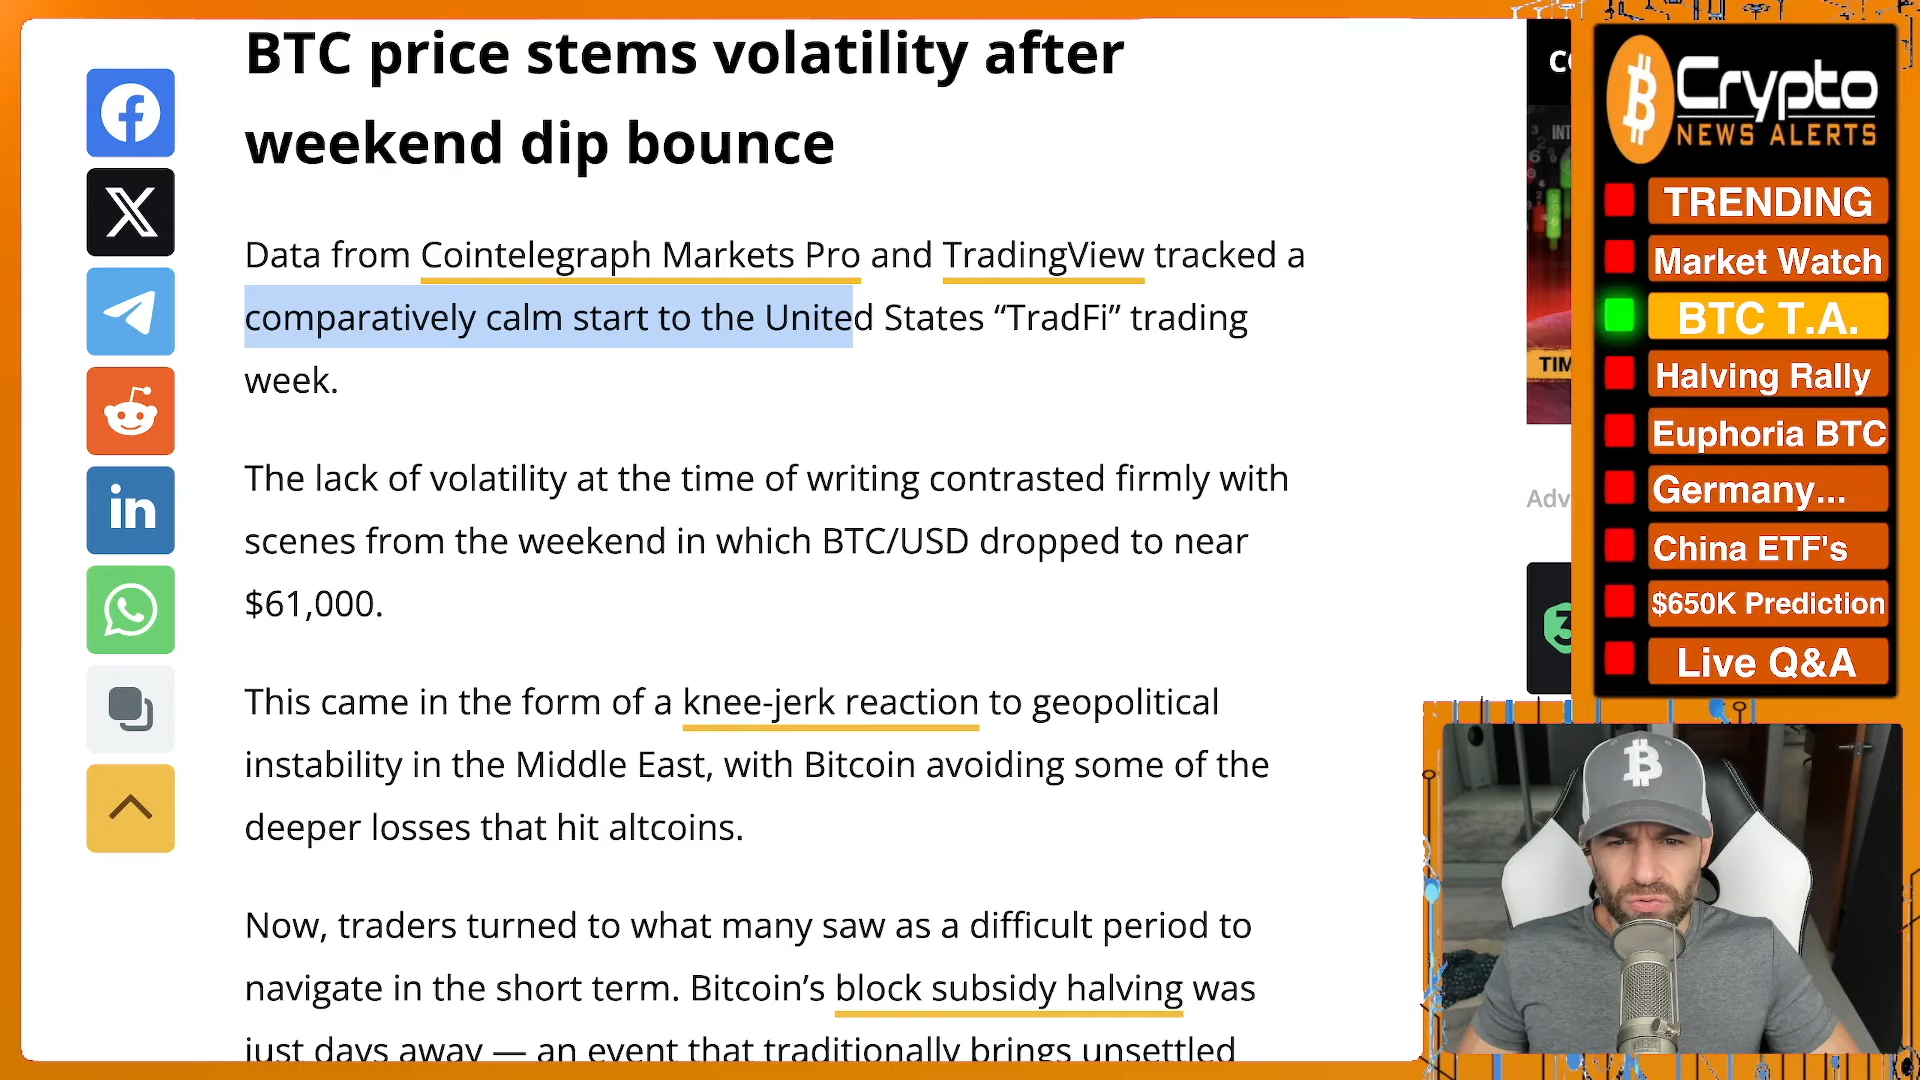 BTC price stems volatility after
weekend dip bounce
Data from Cointelegraph Markets Pro and TradingView tracked a
comparatively calm start to the United States “TradFi” trading
week.
The lack of volatility at the time of writing contrasted firmly with
scenes from the weekend in which BTC/USD dropped to near
$61,000.
This came in the form of a knee-jerk reaction to geopolitical
instability in the Middle East, with Bitcoin avoiding some of the
deeper losses that hit altcoins.
Now, traders turned to what many saw as a difficult period to
navigate in the short term. Bitcoin’s block subsidy halving was
just days away — an event that traditionally brings unsettled
in
Crypto
NEWS ALERTS
TRENDING
Market Watch
BTC T.A.
Halving Rally
Euphoria BTC
Germany...
China ETF's
$650K Prediction
Live Q&A